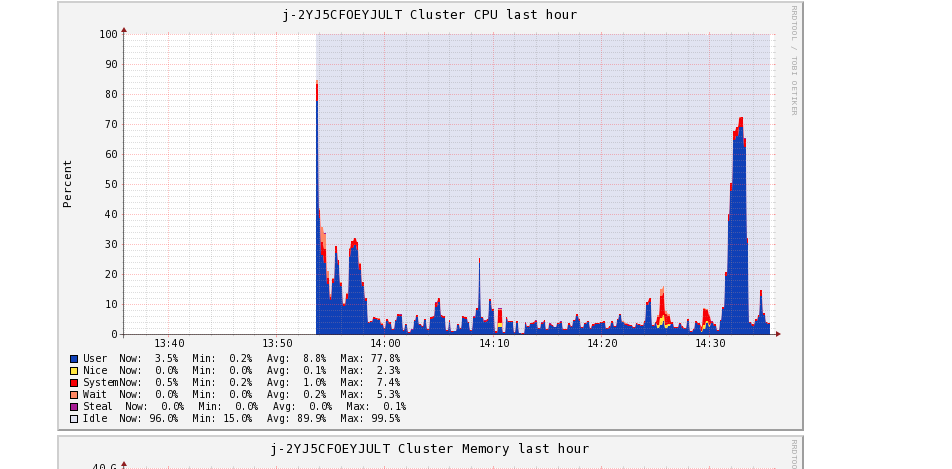 j-2YJ5CFOEYJULT Cluster CPU last hour
RRDTOOL / TOBI OETIKER
Percent
100
90
80
70
60
50
40
30
20
10
0
13:40 13:50 14:00 14:10 14:20 14:30
User Now: 3.5% Min: 0.2% Avg: 8.8% Max: 77.8%
Nice Now: 0.0% Min: 0.0% Avg: 0.1% Max: 2.3%
System Now: 0.5% Min: 0.2% Avg: 1.0% Max: 7.4%
Wait Now: 0.0% Min: 0.0% Avg: 0.2% Max: 5.3%
Steal Now: 0.0% Min: 0.0% Avg: 0.0% Max: 0.1%
Idle Now: 96.0% Min: 15.0% Avg: 89.9% Max: 99.5%
j-2YJ5CFOEYJULT Cluster Memory last hour
40 G